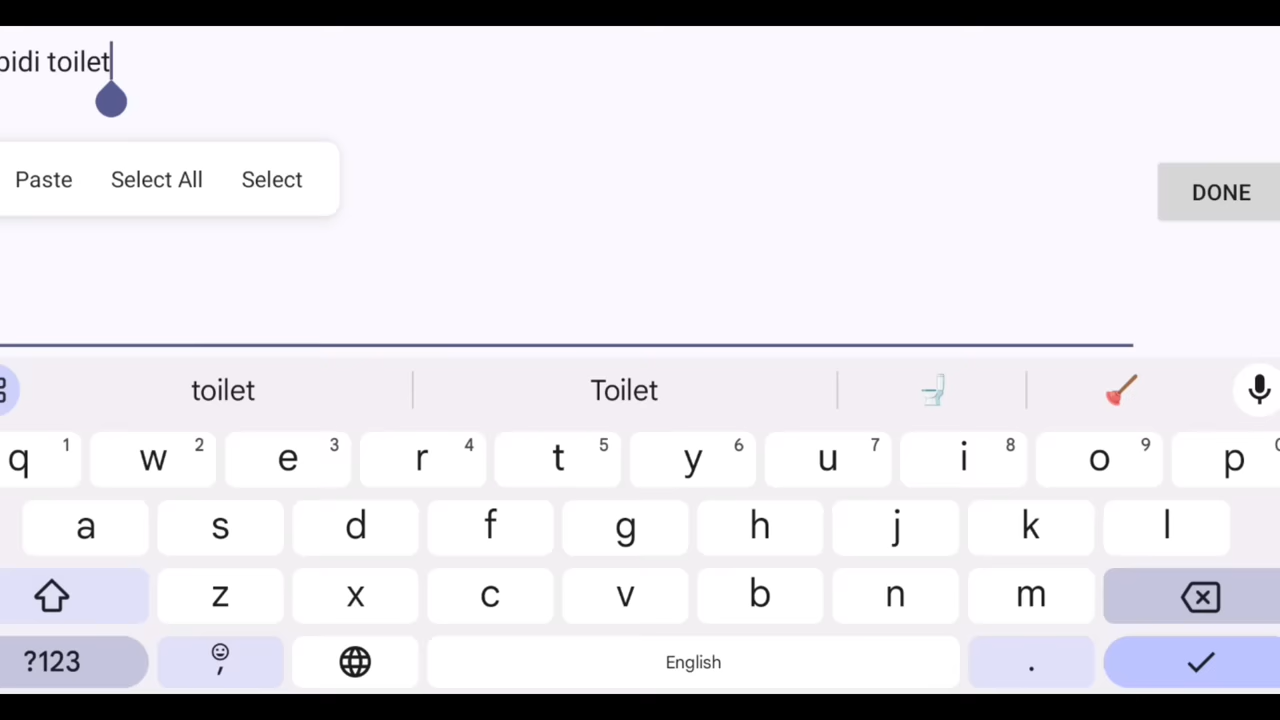 bidi toilet
Paste Select All Select
DONE
toilet Toilet
q 1 w 2 e 3 r 4 t 5 y 6 u 7 i 8 o 9 p
a s d f g h j k l
z x c v b n m
?123 , English .